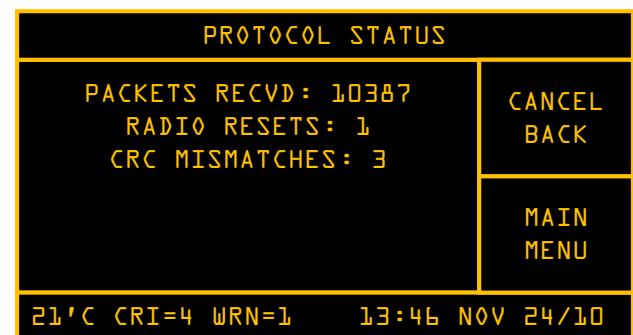 PROTOCOL STATUS
PACKETS RECVD: 10387
RADIO RESETS: 1
CRC MISMATCHES: 3
CANCEL
BACK
MAIN
MENU
21'C CRI=4 WRN=1 13:46 NOV 24/10